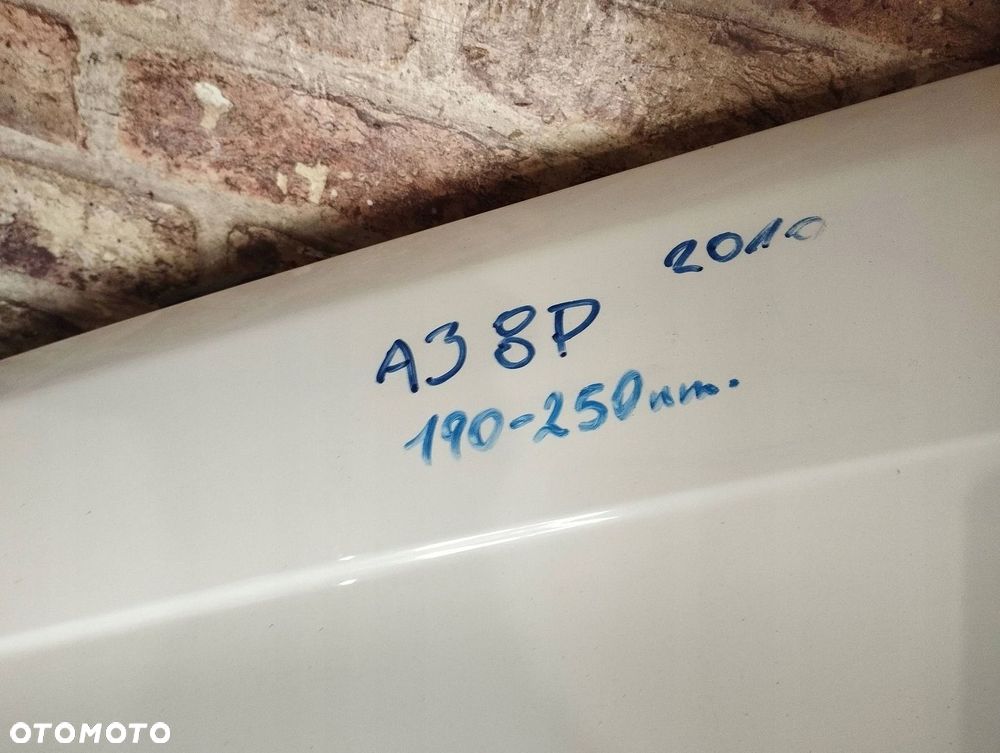 2010
A3 8P
190-250um.
OTOMOTO